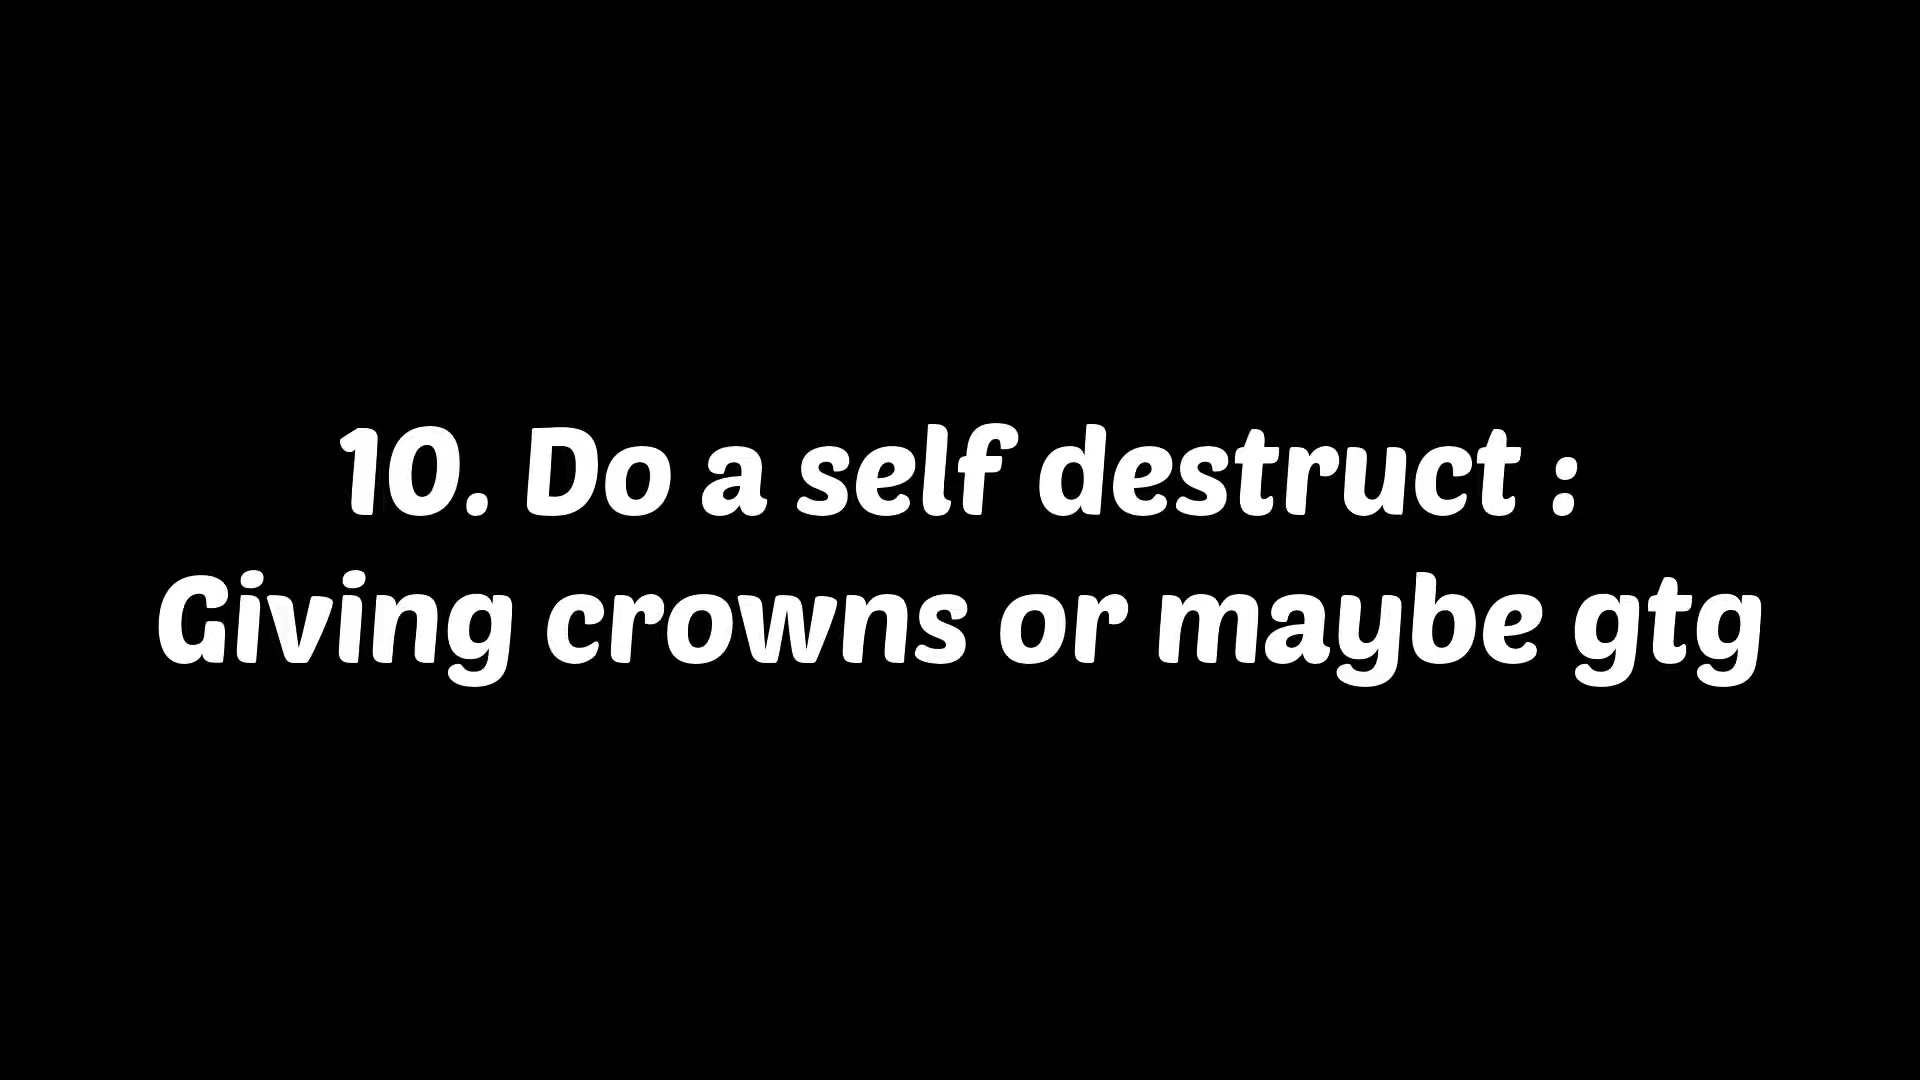 10. Do a self destruct :
Giving crowns or maybe gtg